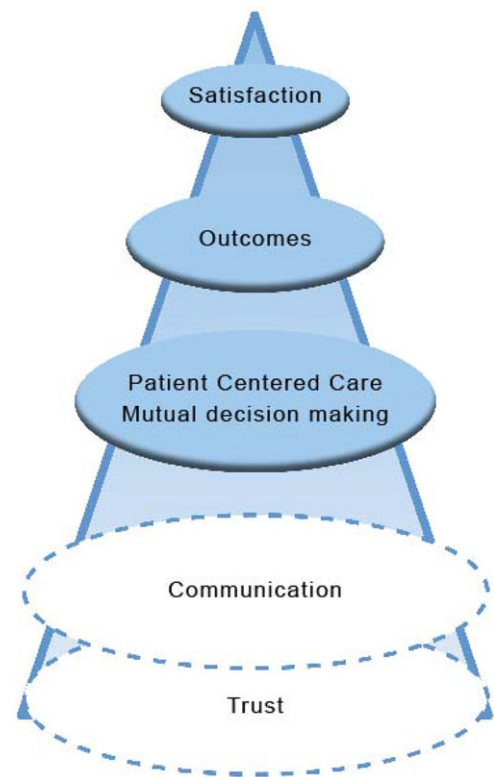 Satisfaction
Outcomes
Patient Centered Care
Mutual decision making
Communication
Trust